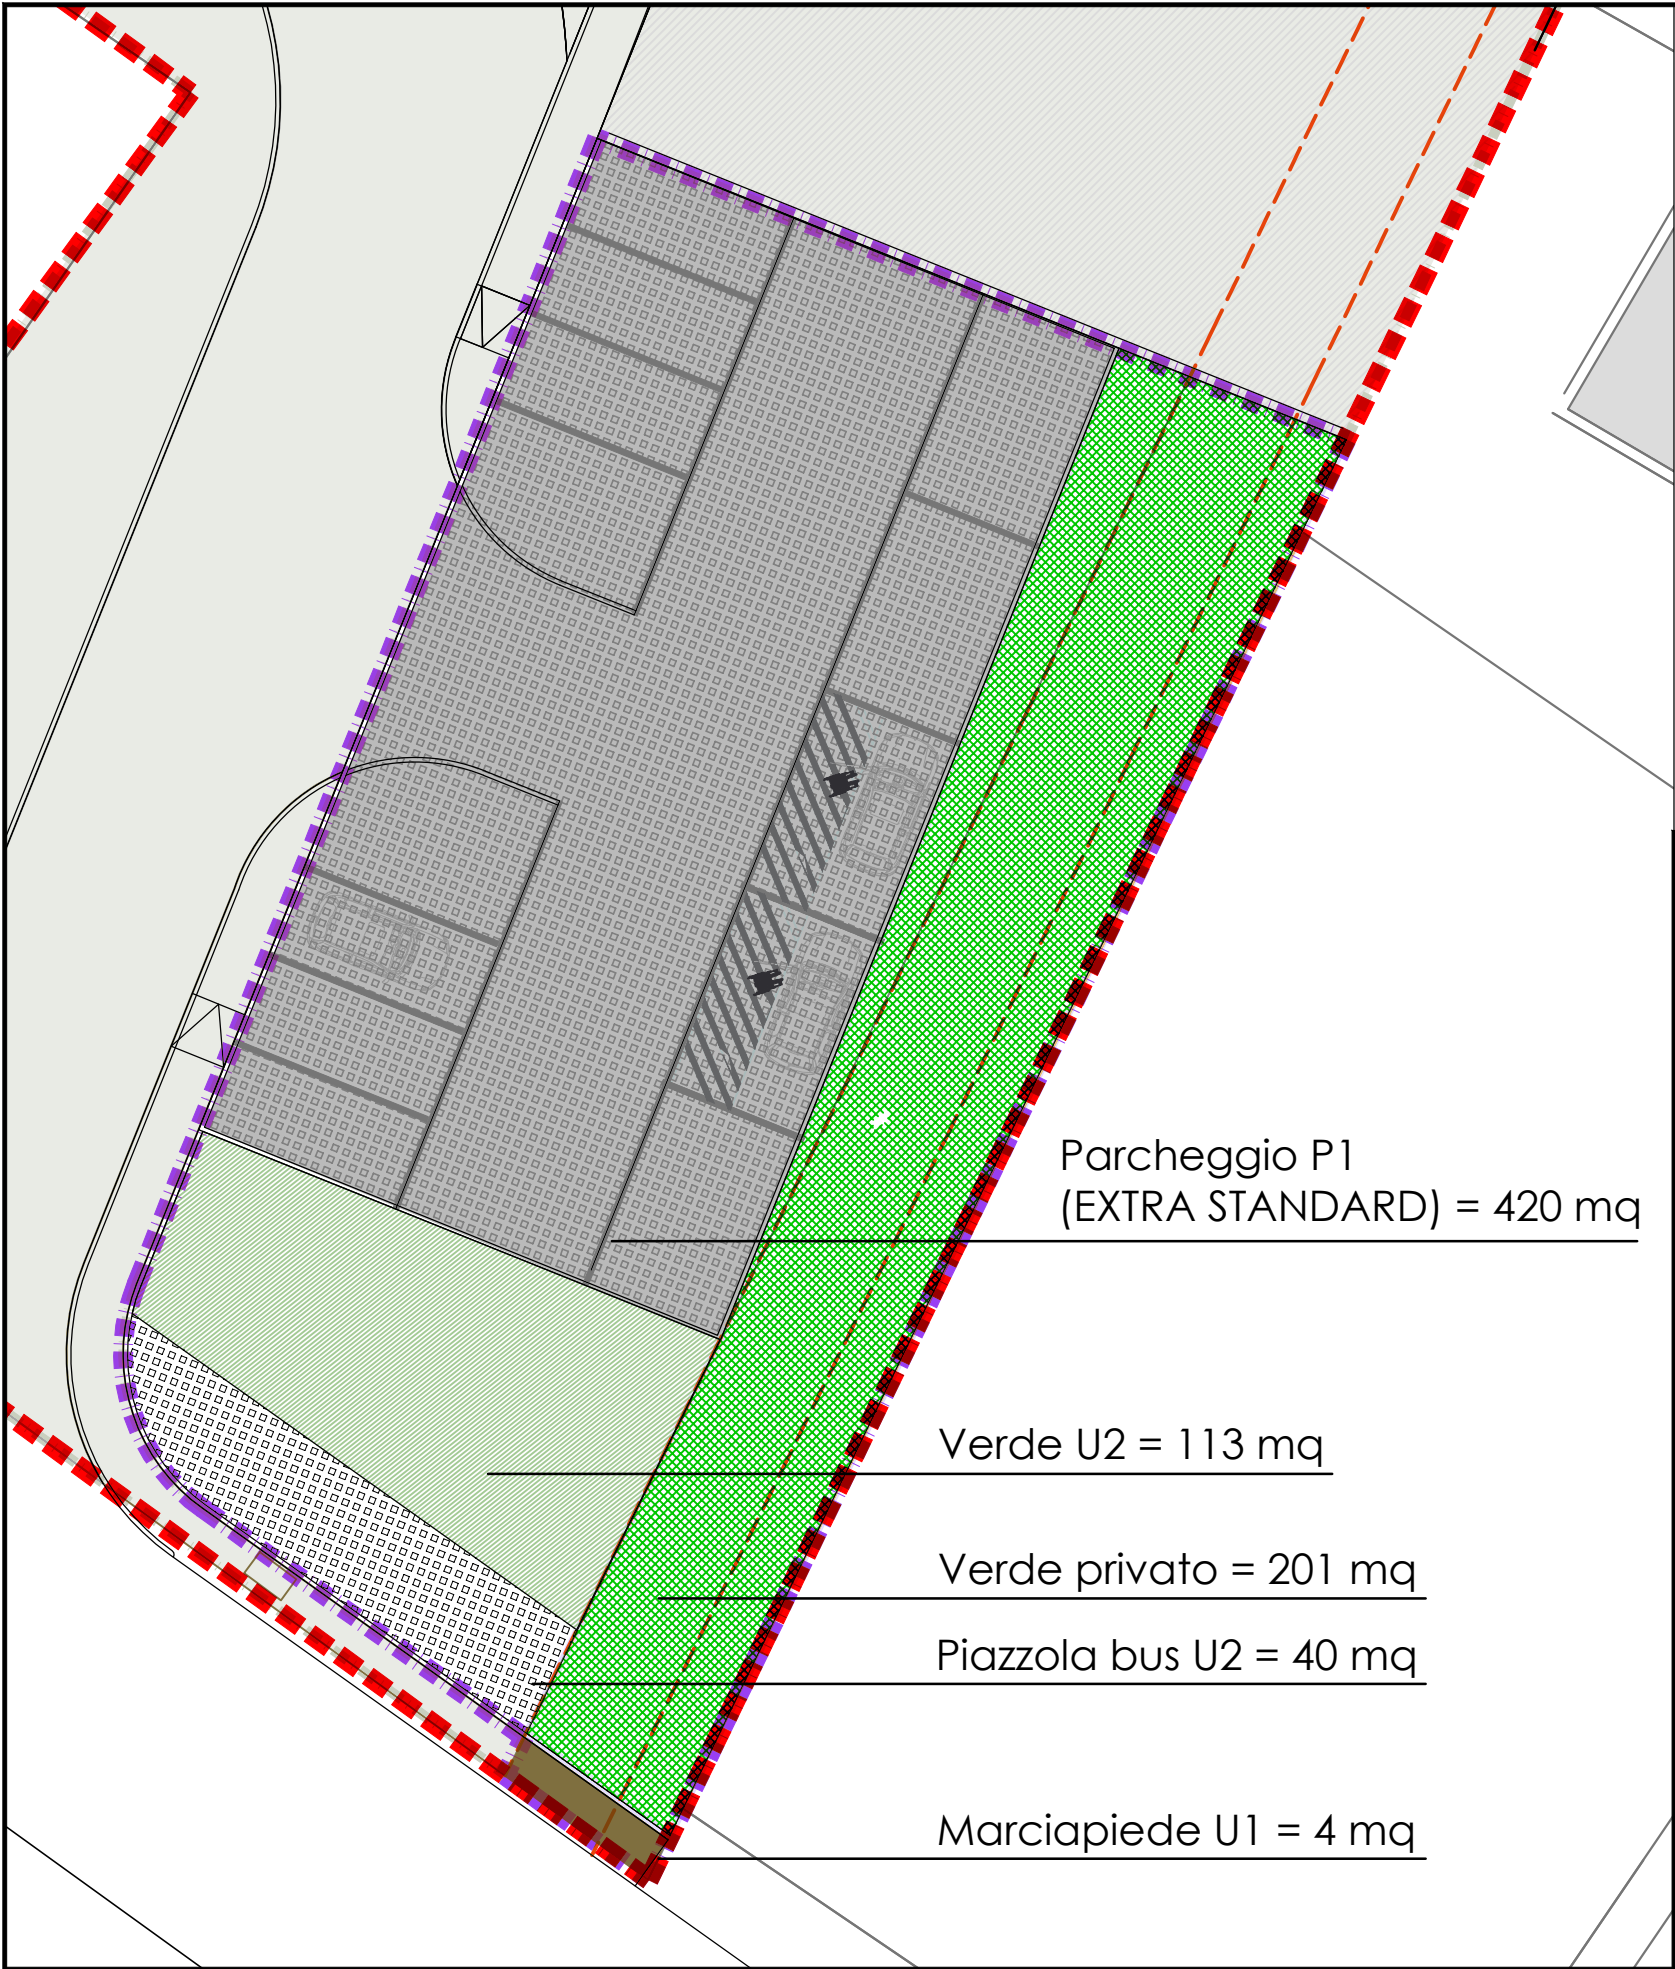 Parcheggio P1
(EXTRA STANDARD) = 420 mq
Verde U2 = 113 mq
Verde privato = 201 mq
Piazzola bus U2 = 40 mq
Marciapiede U1 = 4 mq